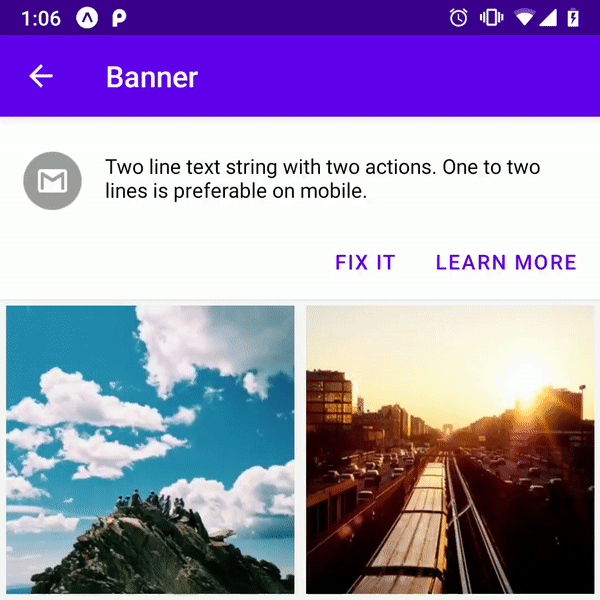 1:06
Banner
Two line text string with two actions. One to two
lines is preferable on mobile.
FIX IT LEARN MORE